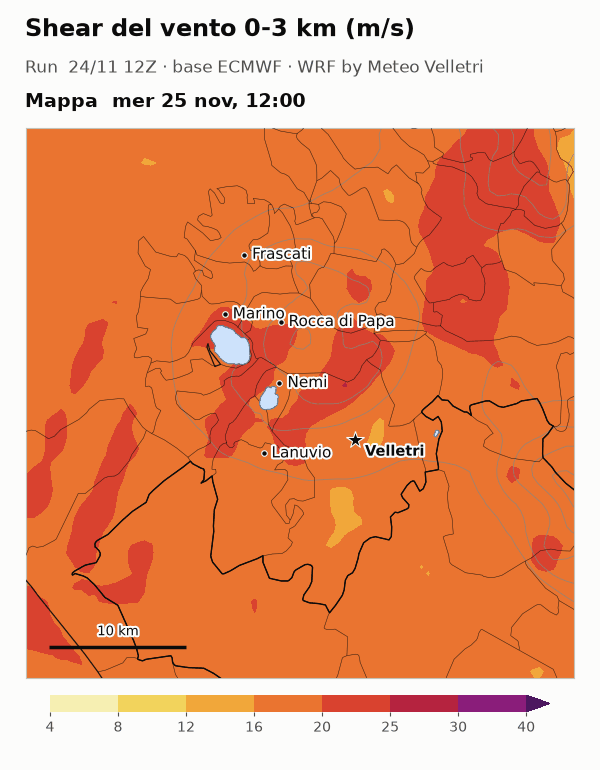 Shear del vento 0-3 km (m/s)
Run 24/11 12Z · base ECMWF · WRF by Meteo Velletri
Mappa mer 25 nov, 12:00
Frascati
Marino
Rocca di Papa
Nemi
Velletri
Lanuvio
10 km
4 8 12 16 20 25 30 40